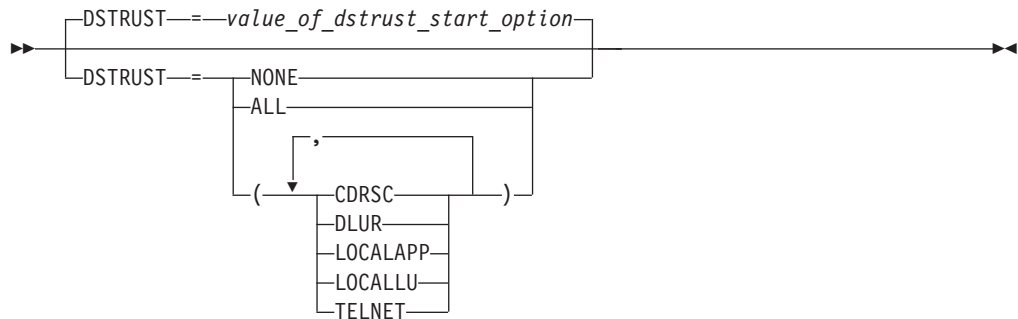 DSTRUST = value_of_dstrust_start_option
DSTRUST = NONE
ALL
,
( CDRSC )
DLUR
LOCALAPP
LOCALLU
TELNET